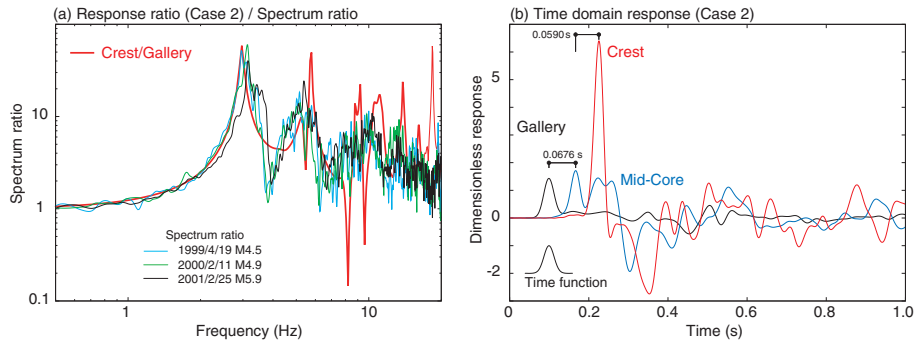 (a) Response ratio (Case 2) / Spectrum ratio
Crest/Gallery
Spectrum ratio
10
1
0.1
Spectrum ratio
1999/4/19 M4.5
2000/2/11 M4.9
2001/2/25 M5.9
1
10
Frequency (Hz)
(b) Time domain response (Case 2)
0.0590 s
Crest
Gallery
0.0676 s
Mid-Core
Time function
Dimensionless response
6
2
0
-2
0
0.2
0.4
0.6
0.8
1.0
Time (s)